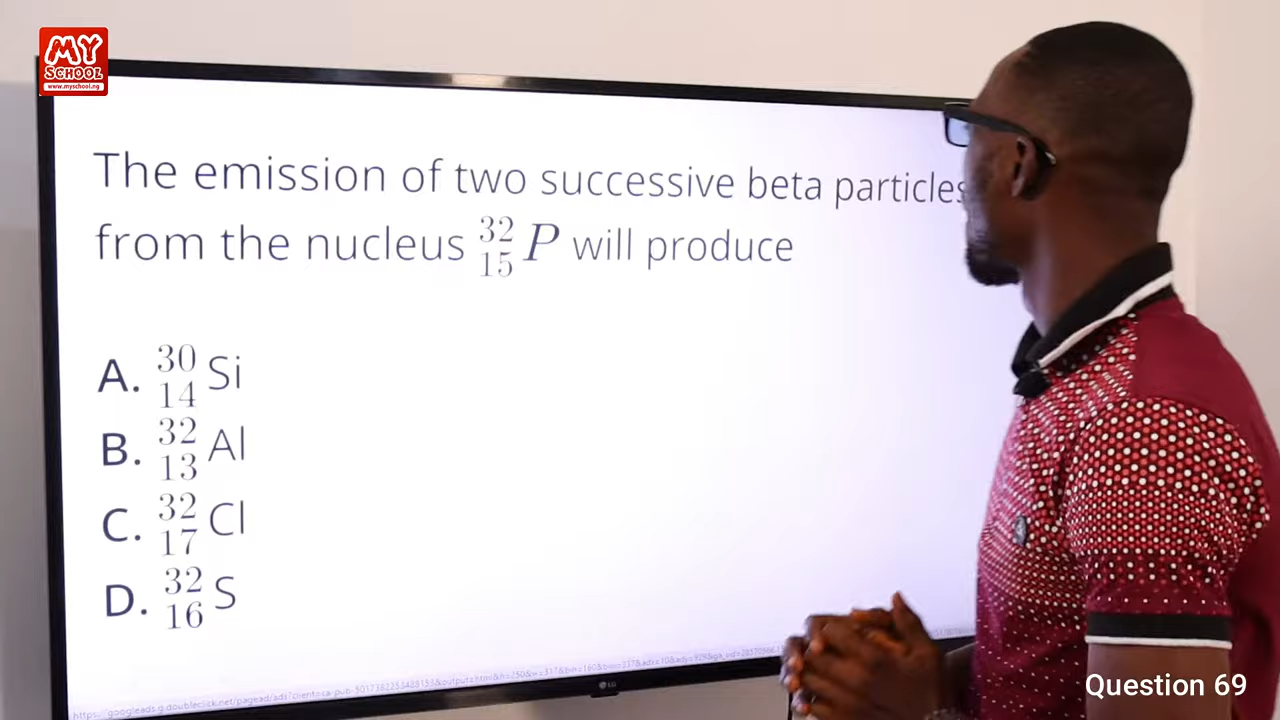 MY
SCHOOL
www.myschool.ng
The emission of two successive beta particles
from the nucleus ³²₁₅P will produce
A. ³⁰₁₄Si
B. ³²₁₃Al
C. ³²₁₇Cl
D. ³²₁₆S
LG
Question 69